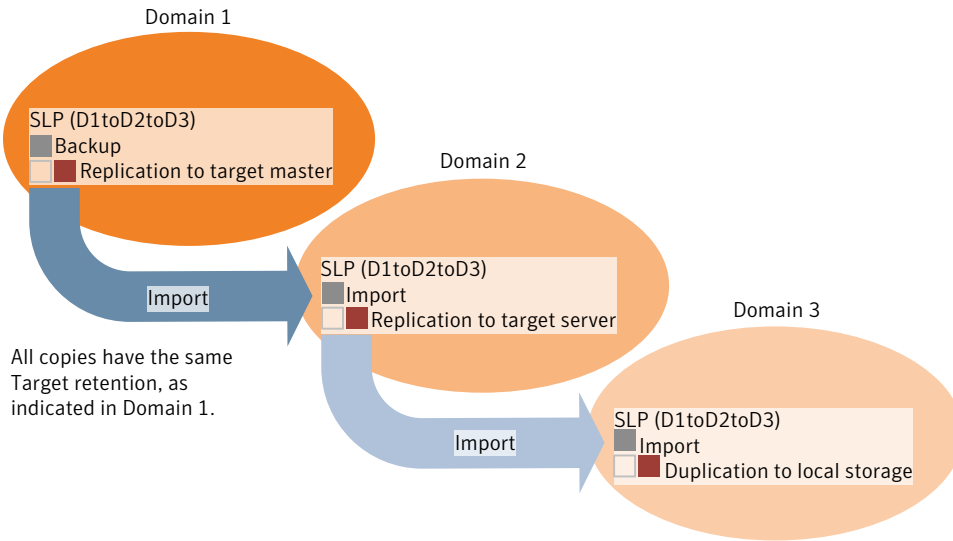 Domain 1
SLP (D1toD2toD3)
Backup
Replication to target master
Import
All copies have the same
Target retention, as
indicated in Domain 1.
Domain 2
SLP (D1toD2toD3)
Import
Replication to target server
Import
Domain 3
SLP (D1toD2toD3)
Import
Duplication to local storage